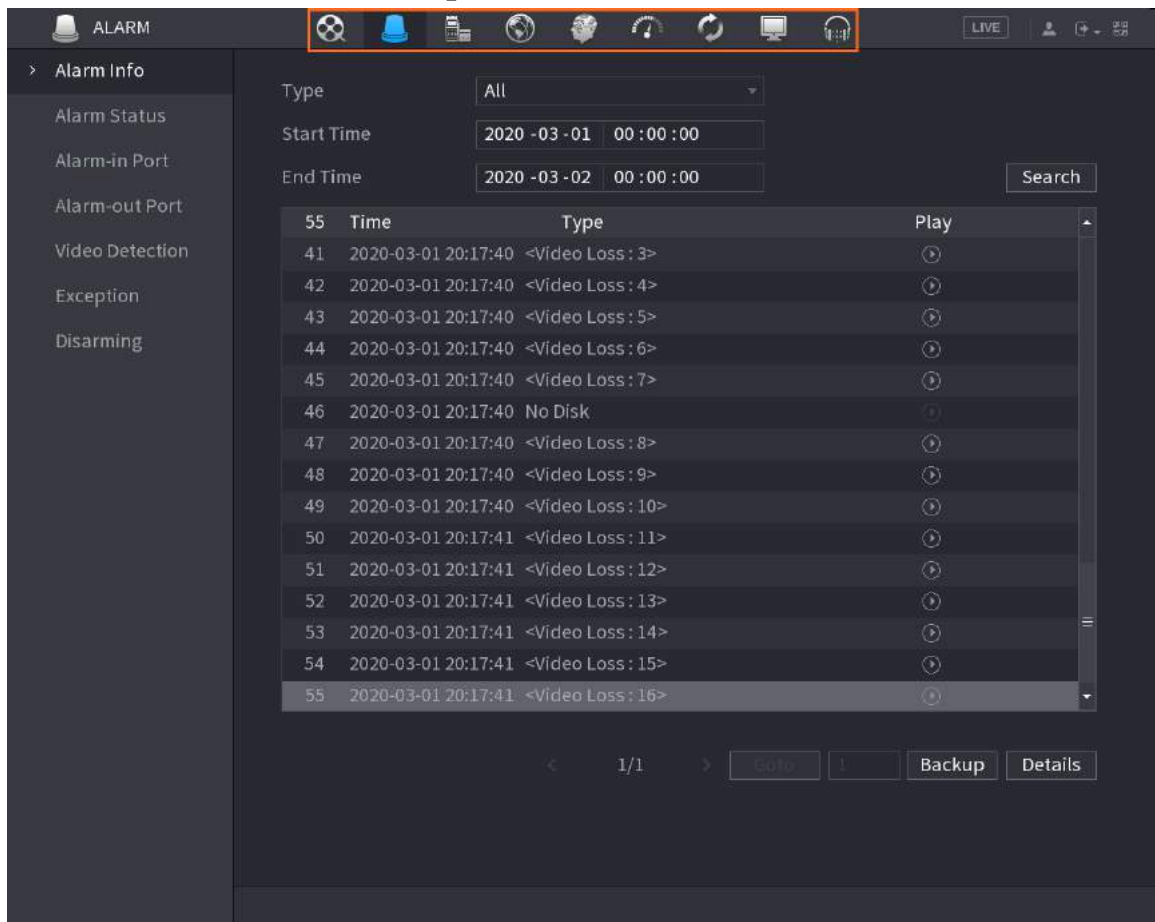 ALARM LIVE
> Alarm Info
Alarm Status
Alarm-in Port
Alarm-out Port
Video Detection
Exception
Disarming
Type All
Start Time 2020 -03 -01 00 : 00 : 00
End Time 2020 -03 -02 00 : 00 : 00
Search
55 Time Type Play
41 2020-03-01 20:17:40 <Video Loss : 3>
42 2020-03-01 20:17:40 <Video Loss : 4>
43 2020-03-01 20:17:40 <Video Loss : 5>
44 2020-03-01 20:17:40 <Video Loss : 6>
45 2020-03-01 20:17:40 <Video Loss : 7>
46 2020-03-01 20:17:40 No Disk
47 2020-03-01 20:17:40 <Video Loss : 8>
48 2020-03-01 20:17:40 <Video Loss : 9>
49 2020-03-01 20:17:40 <Video Loss : 10>
50 2020-03-01 20:17:41 <Video Loss : 11>
51 2020-03-01 20:17:41 <Video Loss : 12>
52 2020-03-01 20:17:41 <Video Loss : 13>
53 2020-03-01 20:17:41 <Video Loss : 14>
54 2020-03-01 20:17:41 <Video Loss : 15>
55 2020-03-01 20:17:41 <Video Loss : 16>
< 1/1 > Goto 1 Backup Details